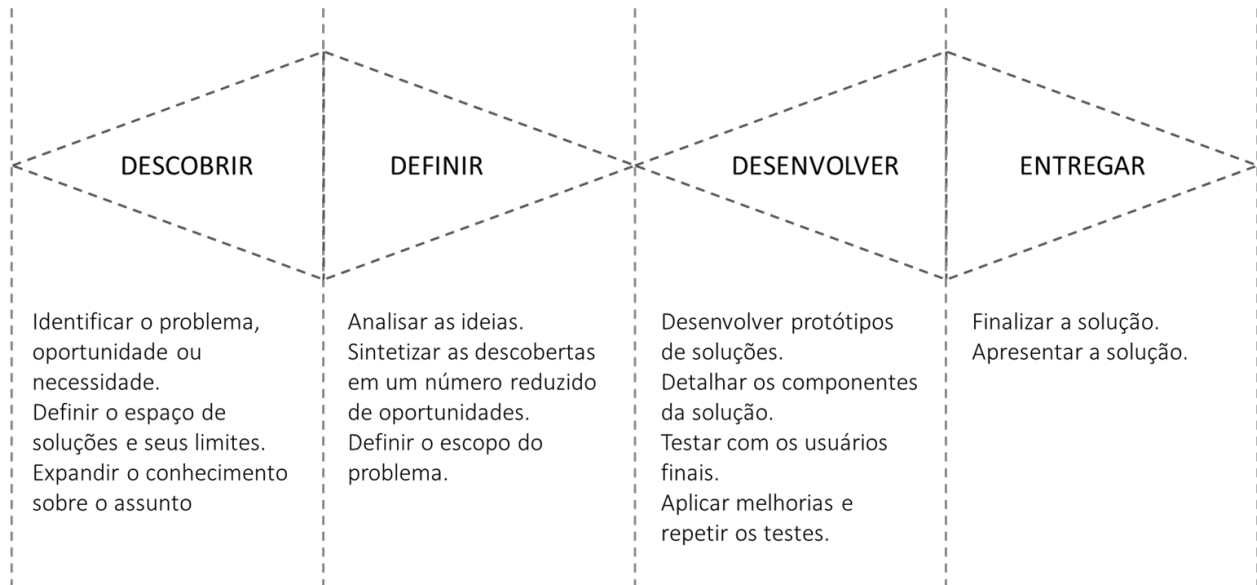 DESCOBRIR
DEFINIR
DESENVOLVER
ENTREGAR
Identificar o problema,
oportunidade ou
necessidade.
Definir o espaço de
soluções e seus limites.
Expandir o conhecimento
sobre o assunto
Analisar as ideias.
Sintetizar as descobertas
em um número reduzido
de oportunidades.
Definir o escopo do
problema.
Desenvolver protótipos
de soluções.
Detalhar os componentes
da solução.
Testar com os usuários
finais.
Aplicar melhorias e
repetir os testes.
Finalizar a solução.
Apresentar a solução.